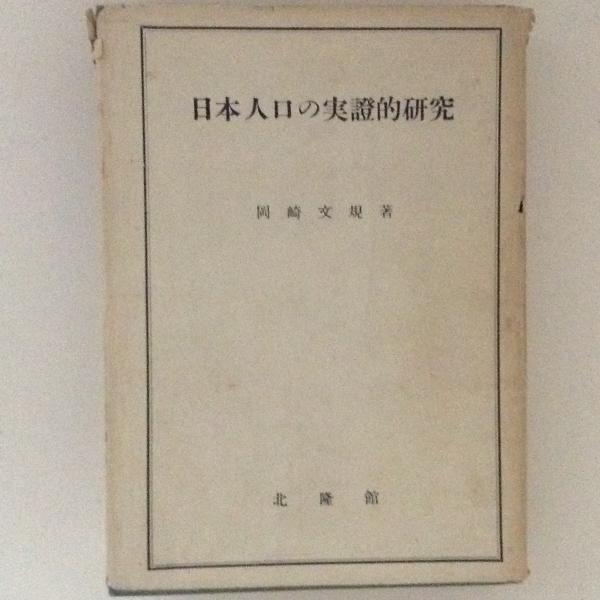 日本人口の実證的研究
岡崎文規著
北隆館